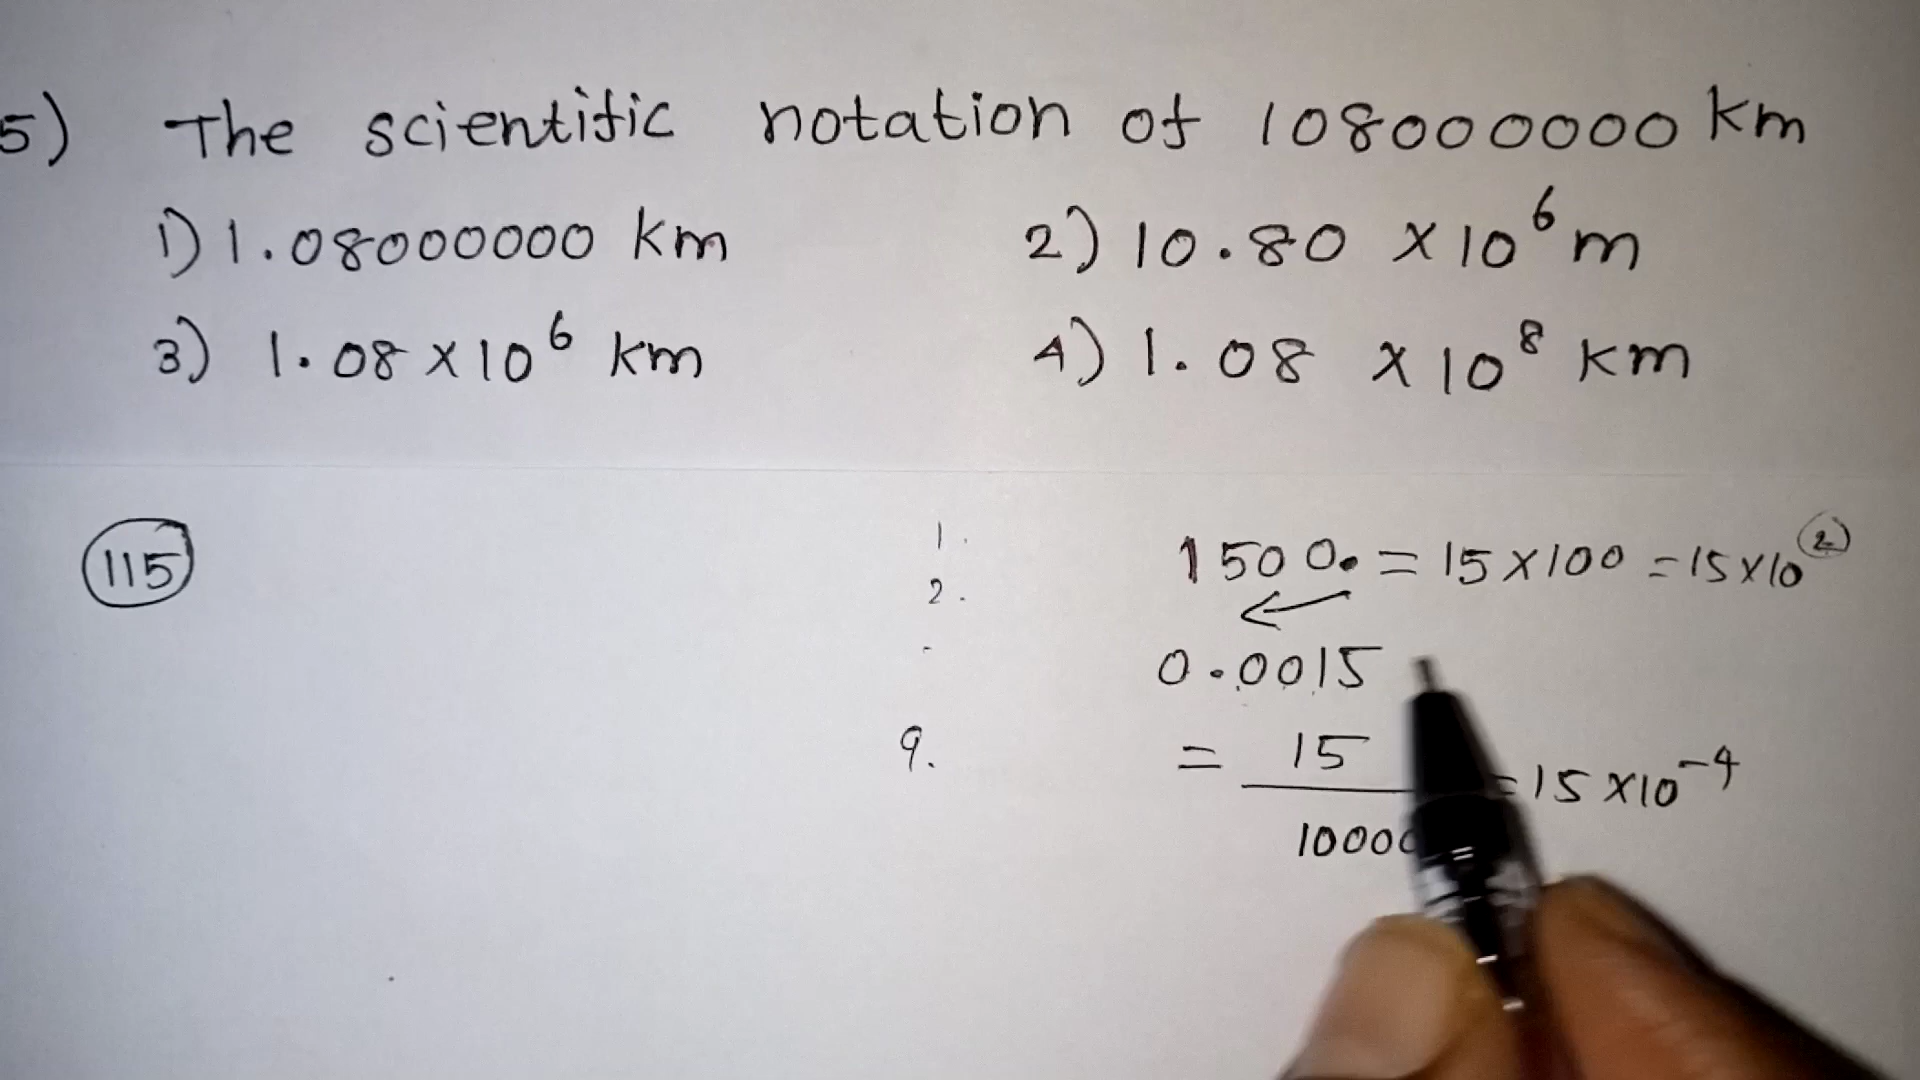 5) The scientific notation of 108000000 km
1) 1.08000000 km 2) 10.80 x 10⁶ m
3) 1.08 x 10⁶ km 4) 1.08 x 10⁸ km
115
1.
2.
9.
1500. = 15 x 100 = 15 x 10²
0.0015
= 15 / 10000 = 15 x 10⁻⁴